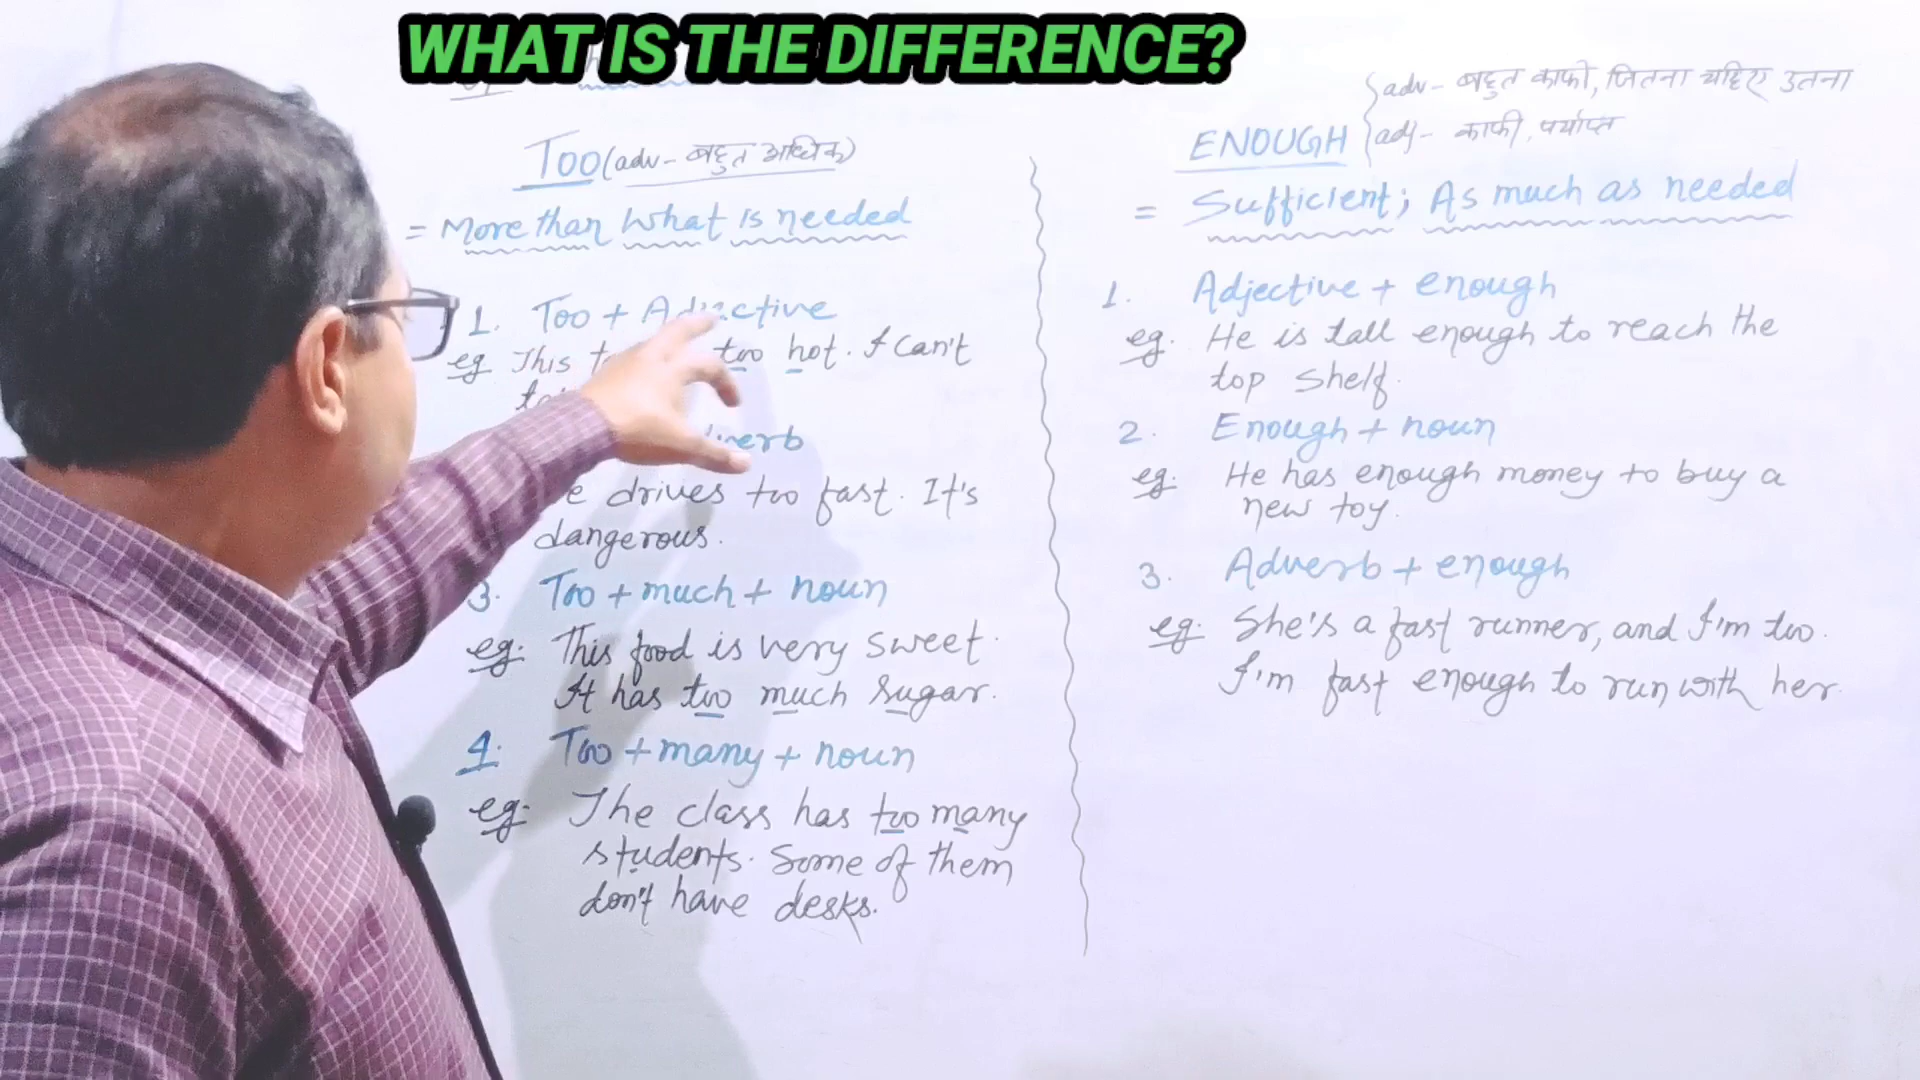 WHAT IS THE DIFFERENCE?
TOO (adv - बहुत अधिक)
= More than what is needed
1. Too + Adjective
eg This too hot. I can't
verb
e drives too fast. It's
dangerous.
3. Too + much + noun
eg: This food is very sweet.
It has too much sugar.
4. Too + many + noun
eg: The class has too many
students. Some of them
don't have desks.
ENOUGH
adv - बहुत काफी, जितना चहिए उतना
adj - काफी, पर्याप्त
= Sufficient; As much as needed
1. Adjective + enough
eg. He is tall enough to reach the
top shelf.
2. Enough + noun
eg. He has enough money to buy a
new toy.
3. Adverb + enough
eg. She's a fast runner, and I'm too.
I'm fast enough to run with her.